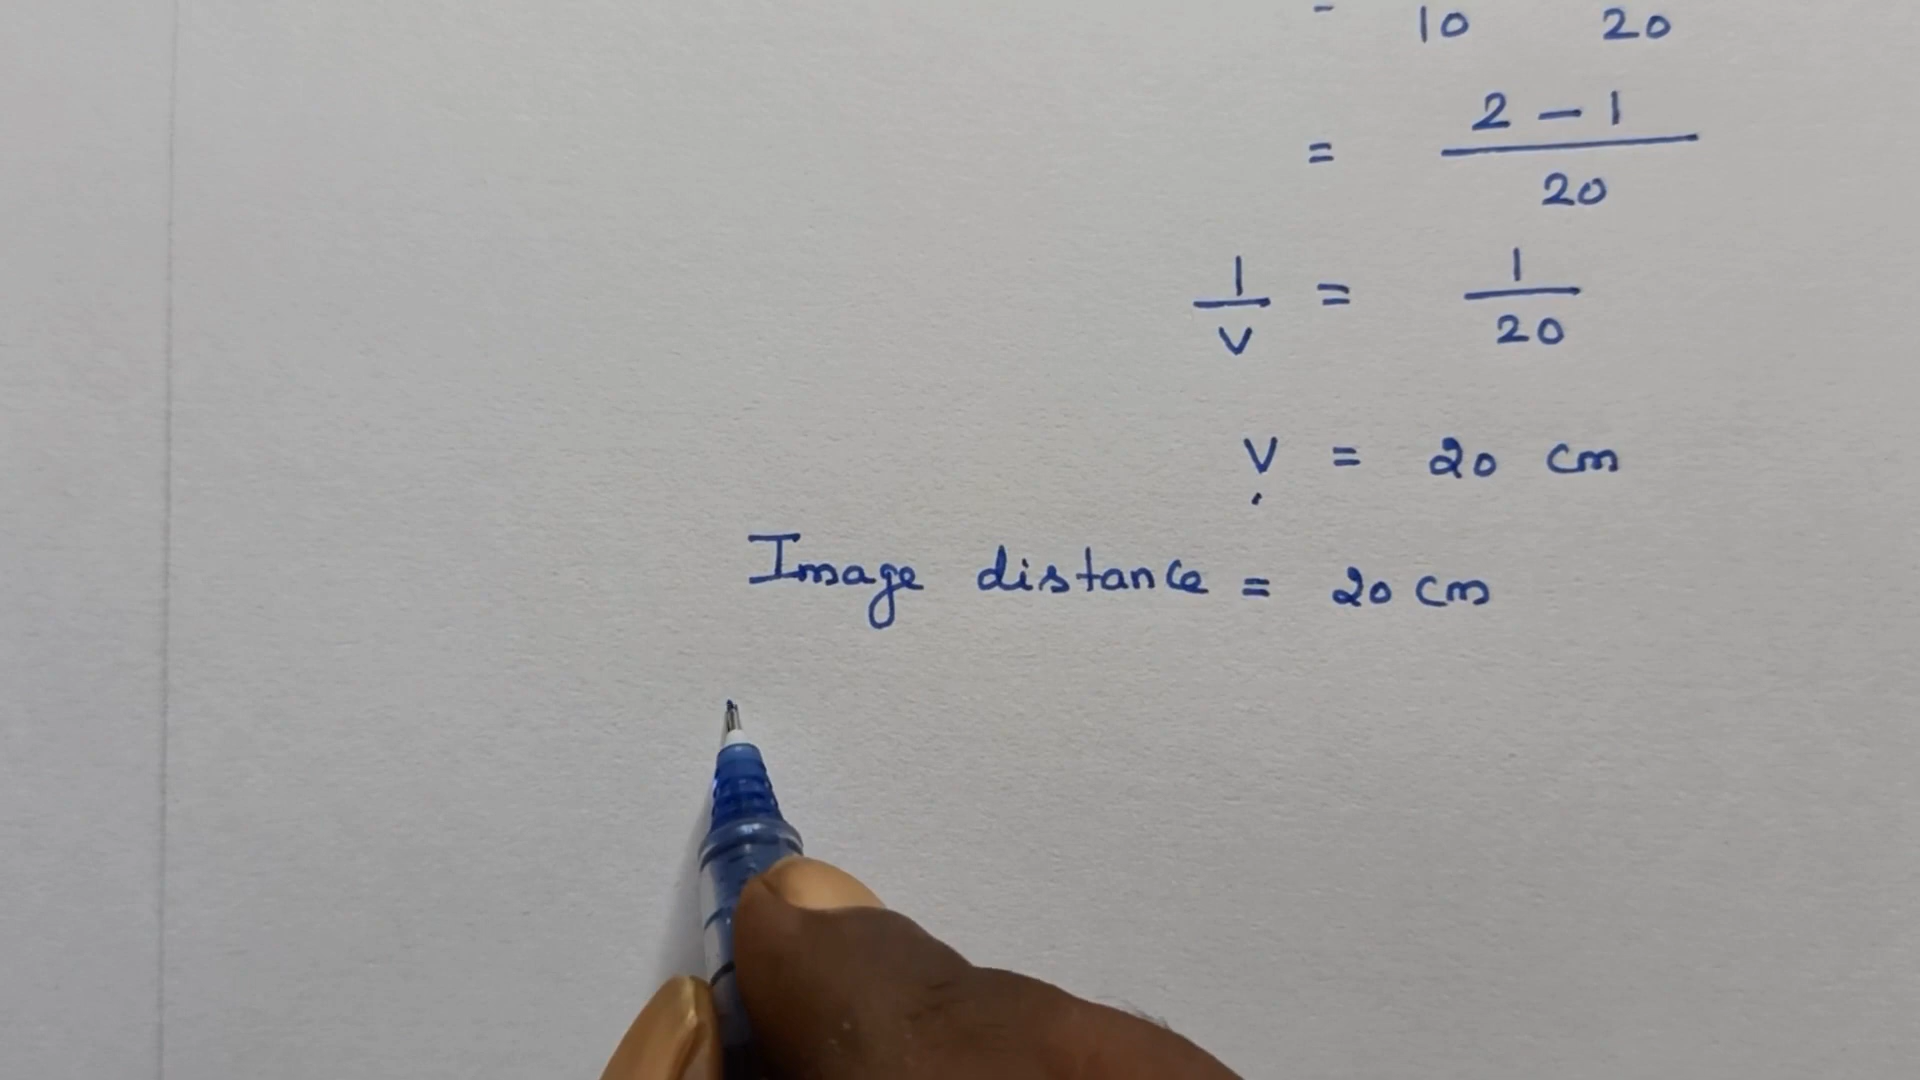 = 10 20
= 2 - 1 / 20
1/V = 1/20
V = 20 cm
Image distance = 20 cm